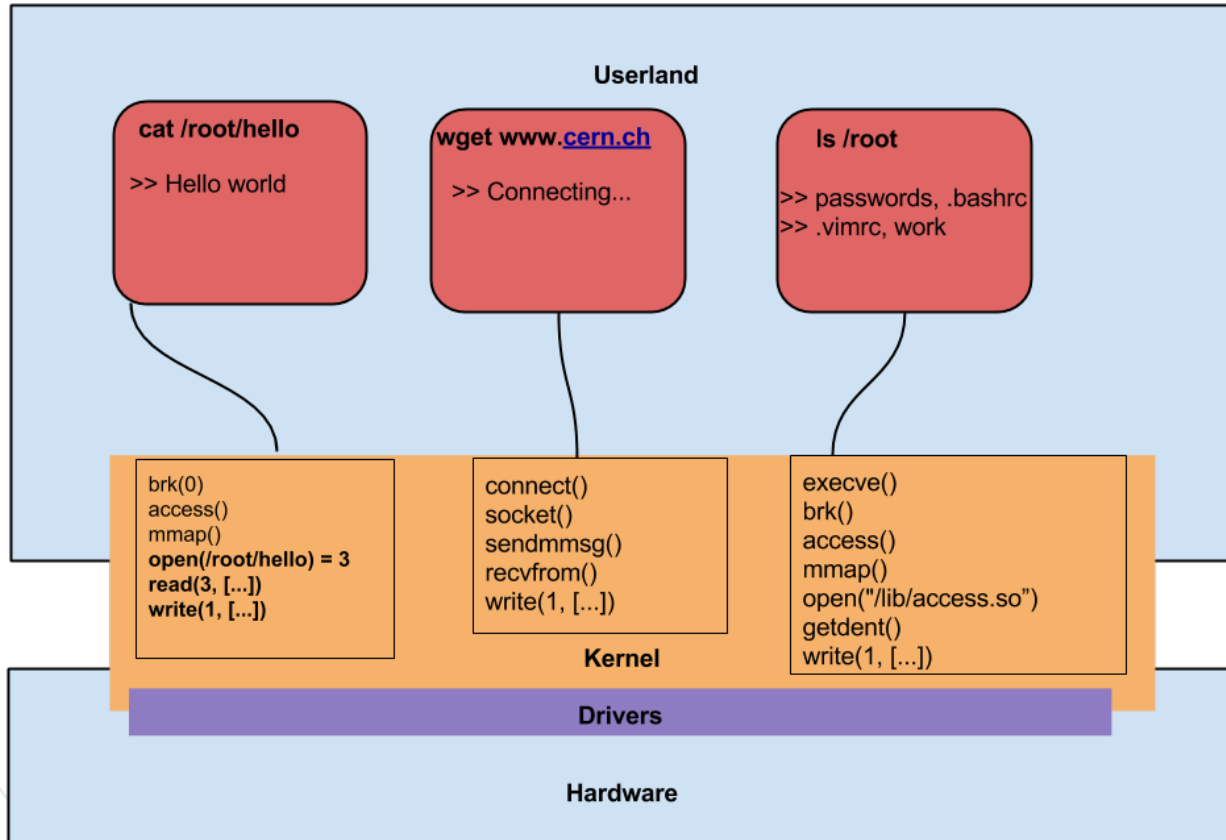 Userland
cat /root/hello
>> Hello world
wget www.cern.ch
>> Connecting...
ls /root
>> passwords, .bashrc
>> .vimrc, work
brk(0)
access()
mmap()
open(/root/hello) = 3
read(3, [...])
write(1, [...])
connect()
socket()
sendmmsg()
recvfrom()
write(1, [...])
execve()
brk()
access()
mmap()
open("/lib/access.so”)
getdent()
write(1, [...])
Kernel
Drivers
Hardware